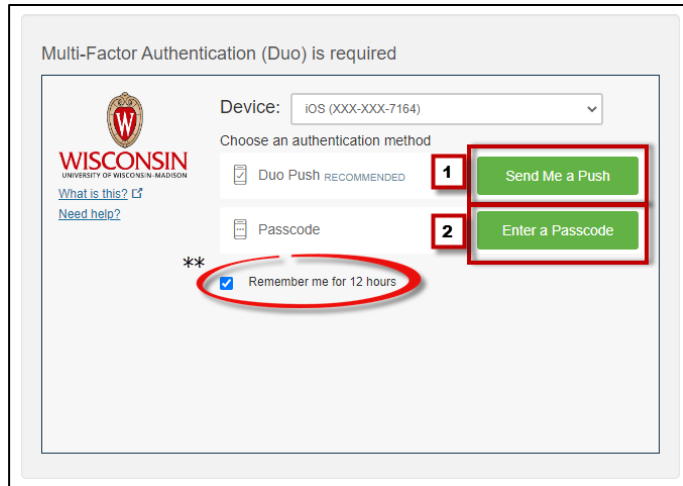 Multi-Factor Authentication (Duo) is required
Device: iOS (XXX-XXX-7164)
Choose an authentication method
W
WISCONSIN
UNIVERSITY OF WISCONSIN–MADISON
What is this?
Need help?
Duo Push RECOMMENDED 1 Send Me a Push
Passcode 2 Enter a Passcode
** Remember me for 12 hours